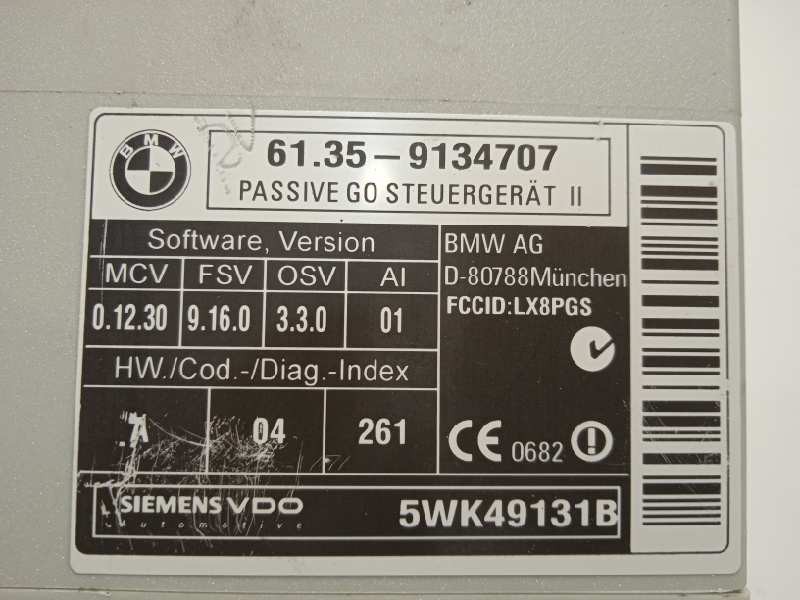 BMW
61.35-9134707
PASSIVE GO STEUERGERÄT II
Software, Version
MCV FSV OSV AI
0.12.30 9.16.0 3.3.0 01
HW./Cod.-/Diag.-Index
A 04 261
BMW AG
D-80788München
FCCID:LX8PGS
CE 0682
SIEMENS VDO
Automotive
5WK49131B